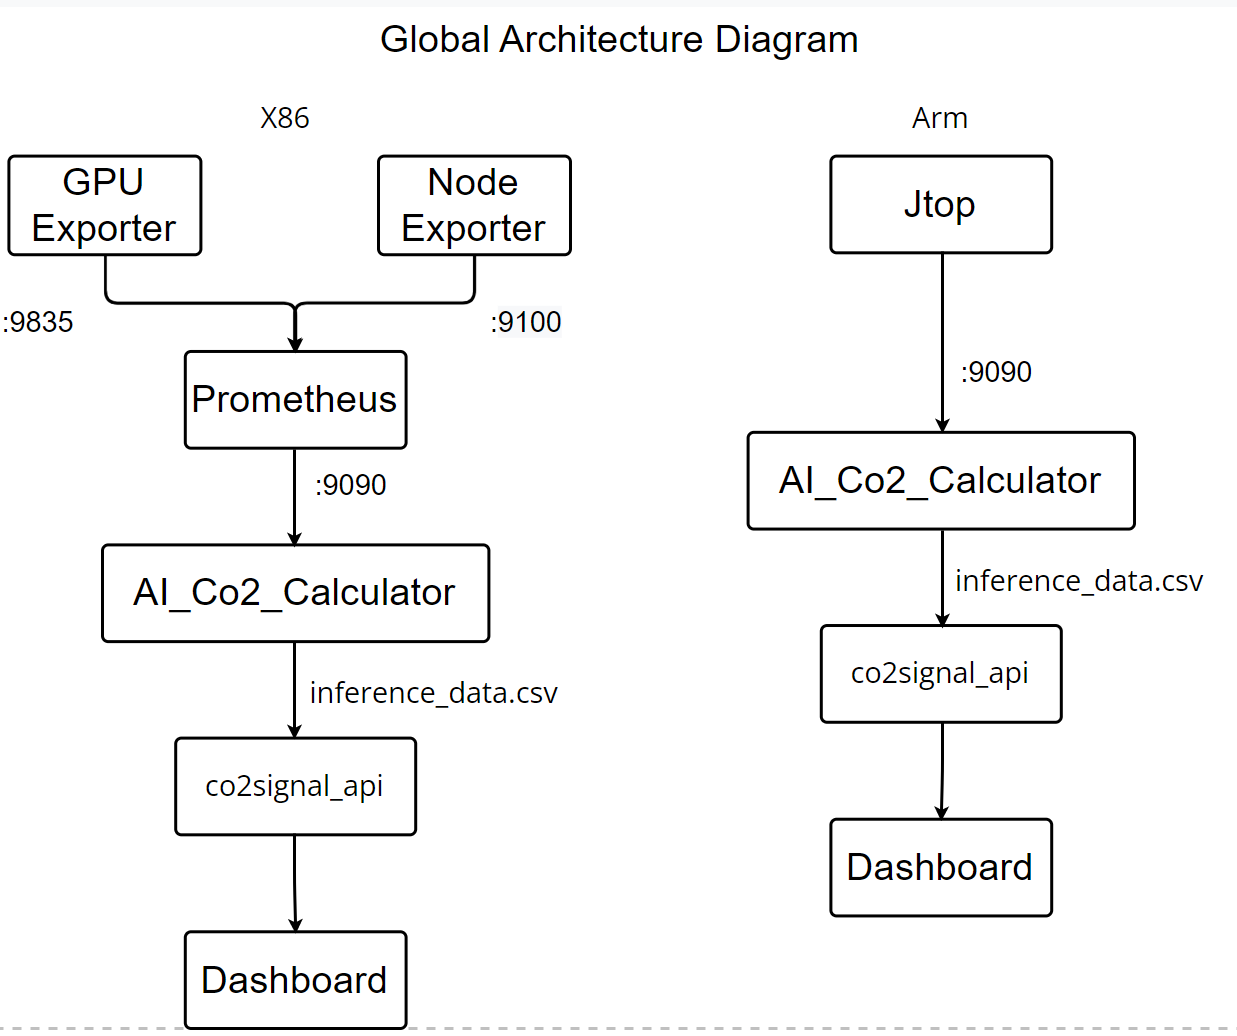 Global Architecture Diagram
X86
GPU
Exporter
Node
Exporter
:9835
:9100
Prometheus
:9090
AI_Co2_Calculator
inference_data.csv
co2signal_api
Dashboard
Arm
Jtop
:9090
AI_Co2_Calculator
inference_data.csv
co2signal_api
Dashboard